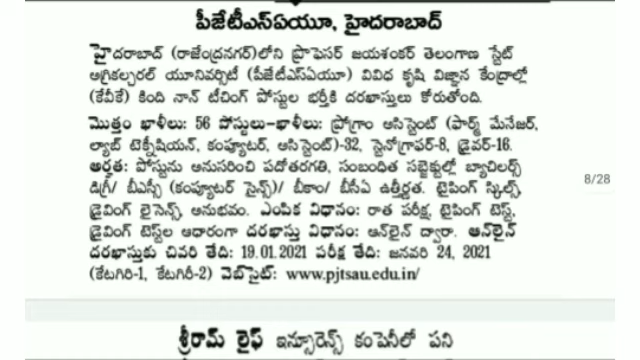 పీజేటీఎస్ఏయూ, హైదరాబాద్
హైదరాబాద్ (రాజేంద్రనగర్)లోని ప్రొఫెసర్ జయశంకర్ తెలంగాణ స్టేట్
అగ్రికల్చరల్ యూనివర్సిటీ (పీజేటీఎస్ఏయూ) వివిధ కృషి విజ్ఞాన కేంద్రాల్లో
(కేవీకే) కింది నాన్ టీచింగ్ పోస్టుల భర్తీకి దరఖాస్తులు కోరుతోంది.
మొత్తం ఖాళీలు: 56 పోస్టులు-ఖాళీలు: ప్రోగ్రాం అసిస్టెంట్ (ఫార్మ్ మేనేజర్,
ల్యాబ్ టెక్నీషియన్, కంప్యూటర్, అసిస్టెంట్)-32, స్టెనోగ్రాఫర్-8, డ్రైవర్-16.
అర్హత: పోస్టును అనుసరించి పదోతరగతి, సంబంధిత సబ్జెక్టుల్లో బ్యాచిలర్స్
డిగ్రీ/ బీఎస్సీ (కంప్యూటర్ సైన్స్)/ బీకాం/ బీసీఏ ఉత్తీర్ణత. టైపింగ్ స్కిల్స్,
డ్రైవింగ్ లైసెన్స్, అనుభవం. ఎంపిక విధానం: రాత పరీక్ష, టైపింగ్ టెస్ట్,
డ్రైవింగ్ టెస్ట్‌ల ఆధారంగా దరఖాస్తు విధానం: ఆన్‌లైన్ ద్వారా. ఆన్‌లైన్
దరఖాస్తుకు చివరి తేది: 19.01.2021 పరీక్ష తేది: జనవరి 24, 2021
(కేటగిరి-1, కేటగిరీ-2) వెబ్‌సైట్: www.pjtsau.edu.in/
8/28
శ్రీరామ్ లైఫ్ ఇన్సూరెన్స్ కంపెనీలో పని